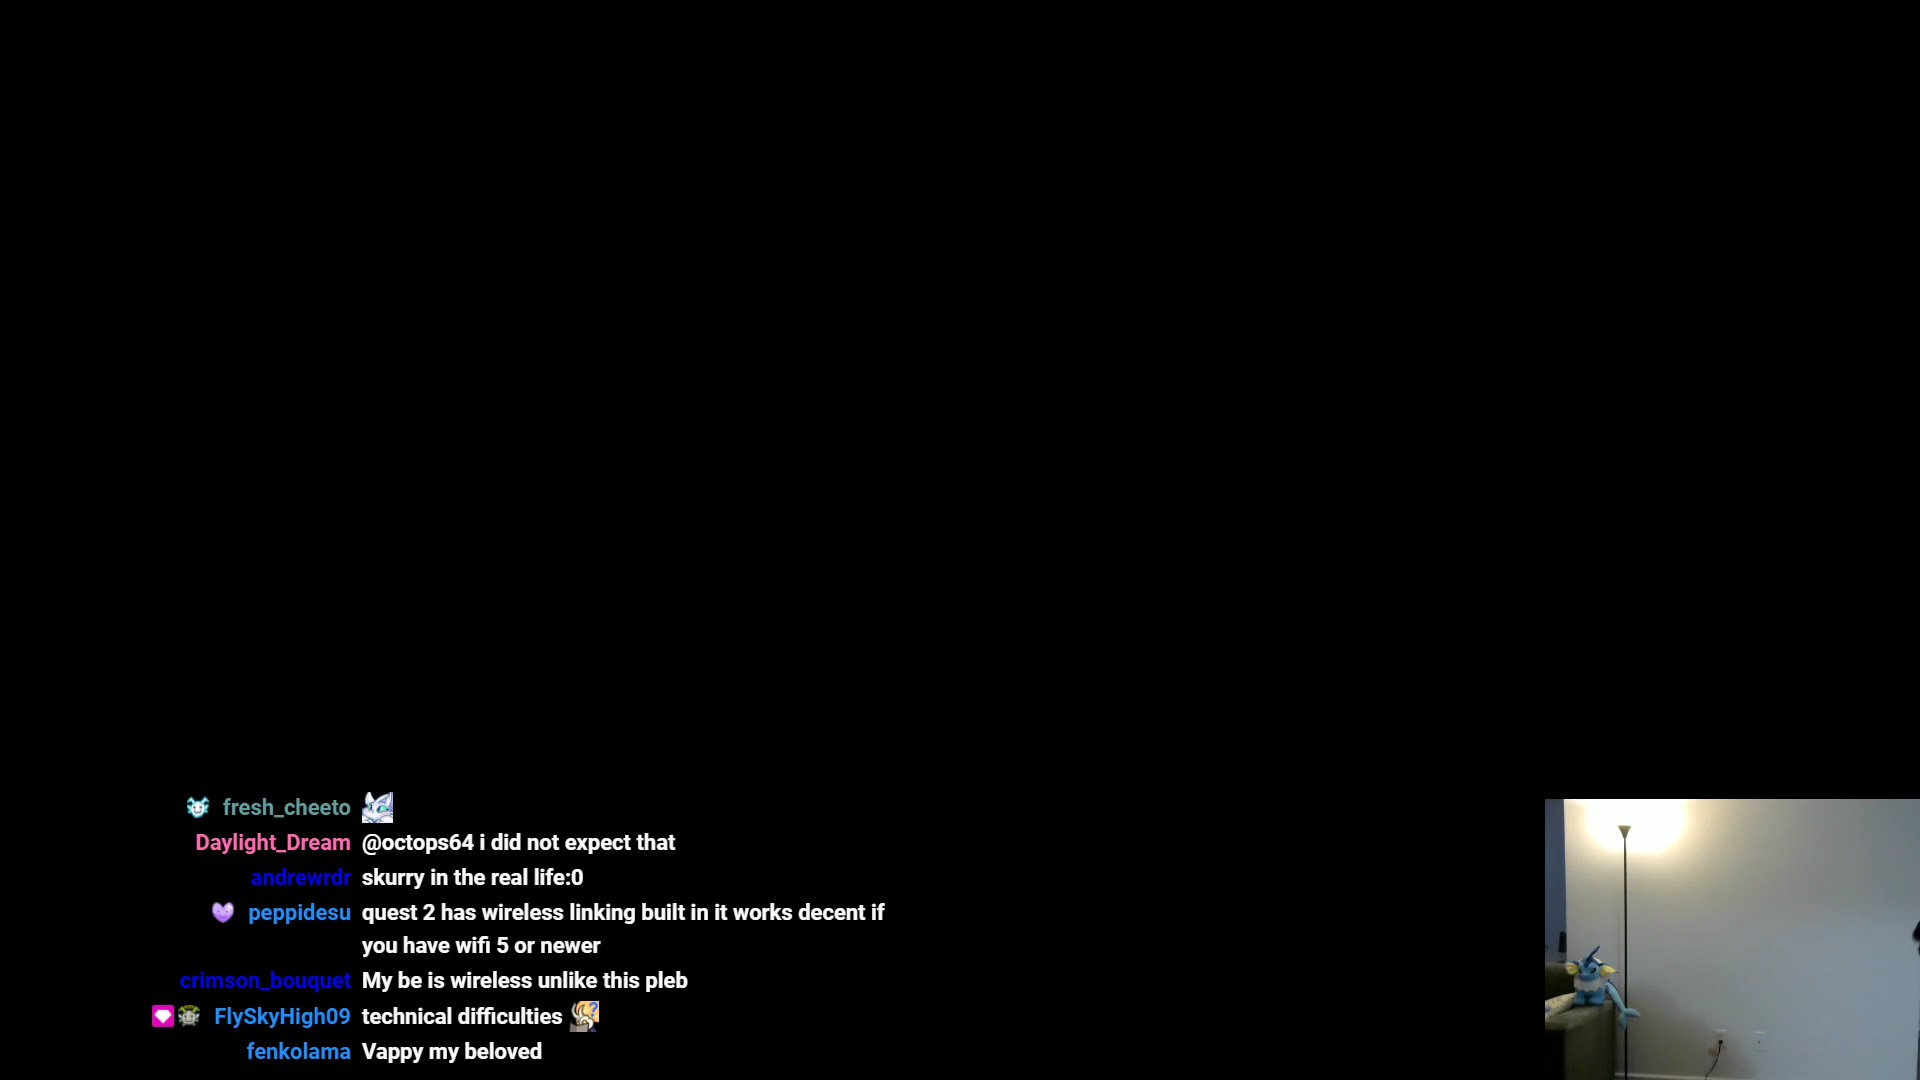 fresh_cheeto
Daylight_Dream @octops64 i did not expect that
andrewrdr skurry in the real life:0
peppidesu quest 2 has wireless linking built in it works decent if
you have wifi 5 or newer
crimson_bouquet My be is wireless unlike this pleb
FlySkyHigh09 technical difficulties
fenkolama Vappy my beloved